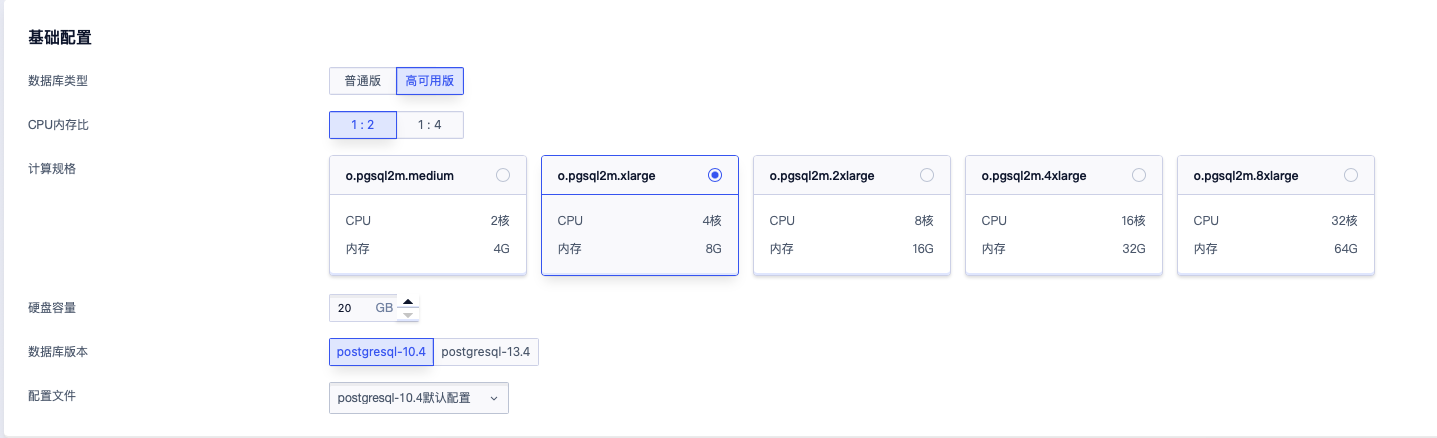 基础配置
数据库类型 普通版 高可用版
CPU内存比 1 : 2 1 : 4
计算规格 o.pgsql2m.medium o.pgsql2m.xlarge o.pgsql2m.2xlarge o.pgsql2m.4xlarge o.pgsql2m.8xlarge
CPU 2核 CPU 4核 CPU 8核 CPU 16核 CPU 32核
内存 4G 内存 8G 内存 16G 内存 32G 内存 64G
硬盘容量 20 GB
数据库版本 postgresql-10.4 postgresql-13.4
配置文件 postgresql-10.4默认配置